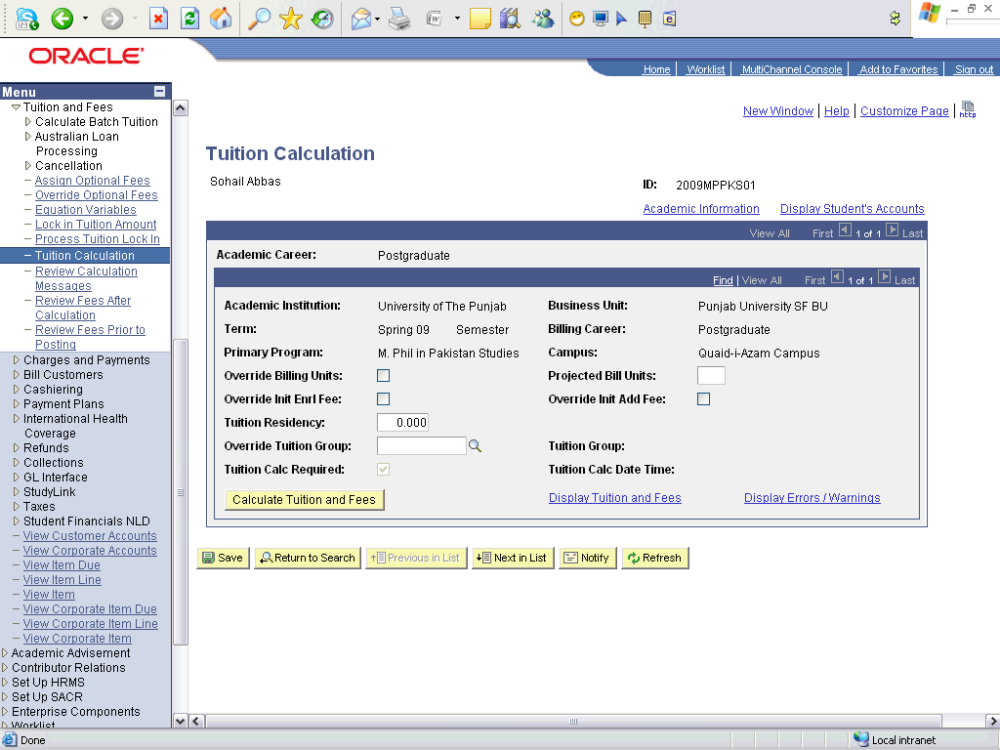 123
W
e
ORACLE®
Home | Worklist | MultiChannel Console | Add to Favorites | Sign out
Menu
Tuition and Fees
Calculate Batch Tuition
Australian Loan
Processing
Cancellation
Assign Optional Fees
Override Optional Fees
Equation Variables
Lock in Tuition Amount
Process Tuition Lock In
Tuition Calculation
Review Calculation
Messages
Review Fees After
Calculation
Review Fees Prior to
Posting
Charges and Payments
Bill Customers
Cashiering
Payment Plans
International Health
Coverage
Refunds
Collections
GL Interface
StudyLink
Taxes
Student Financials NLD
View Customer Accounts
View Corporate Accounts
View Item Due
View Item Line
View Item
View Corporate Item Due
View Corporate Item Line
View Corporate Item
Academic Advisement
Contributor Relations
Set Up HRMS
Set Up SACR
Enterprise Components
Worklist
New Window | Help | Customize Page | http
Tuition Calculation
Sohail Abbas ID: 2009MPPKS01
Academic Information Display Student's Accounts
View All First 1 of 1 Last
Academic Career: Postgraduate
Find | View All First 1 of 1 Last
Academic Institution: University of The Punjab Business Unit: Punjab University SF BU
Term: Spring 09 Semester Billing Career: Postgraduate
Primary Program: M. Phil in Pakistan Studies Campus: Quaid-i-Azam Campus
Override Billing Units: Projected Bill Units:
Override Init Enrl Fee: Override Init Add Fee:
Tuition Residency: 0.000
Override Tuition Group: Tuition Group:
Tuition Calc Required: Tuition Calc Date Time:
Calculate Tuition and Fees Display Tuition and Fees Display Errors / Warnings
Save Return to Search Previous in List Next in List Notify Refresh
Done Local intranet